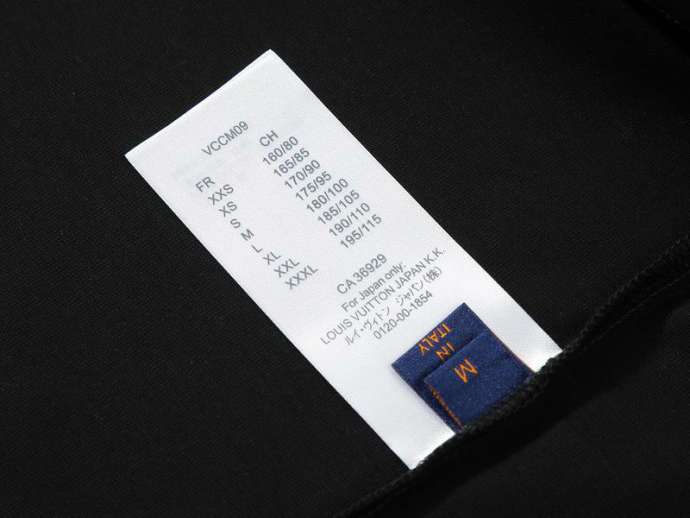 VCCM09
FR CH
XXS 160/80
XS 165/85
S 170/90
M 175/95
L 180/100
XL 185/105
XXL 190/110
XXXL 195/115
CA 36929
For Japan only:
LOUIS VUITTON JAPAN K.K.
ルイ・ヴィトン ジャパン(株)
0120-00-1854
IN
ITALY
M